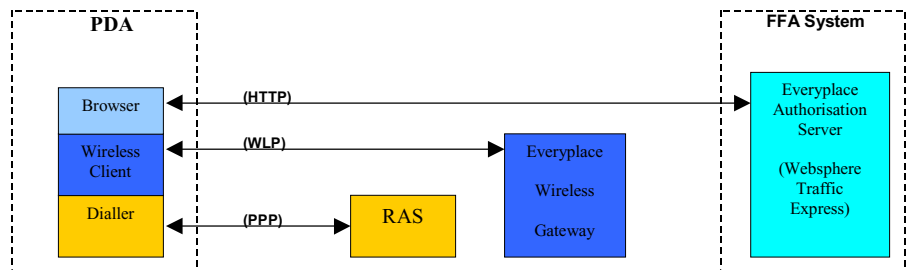 PDA
FFA System
Browser
(HTTP)
Everyplace
Authorisation
Server
(Websphere
Traffic
Express)
Wireless
Client
(WLP)
Everyplace
Wireless
Gateway
Dialler
(PPP)
RAS